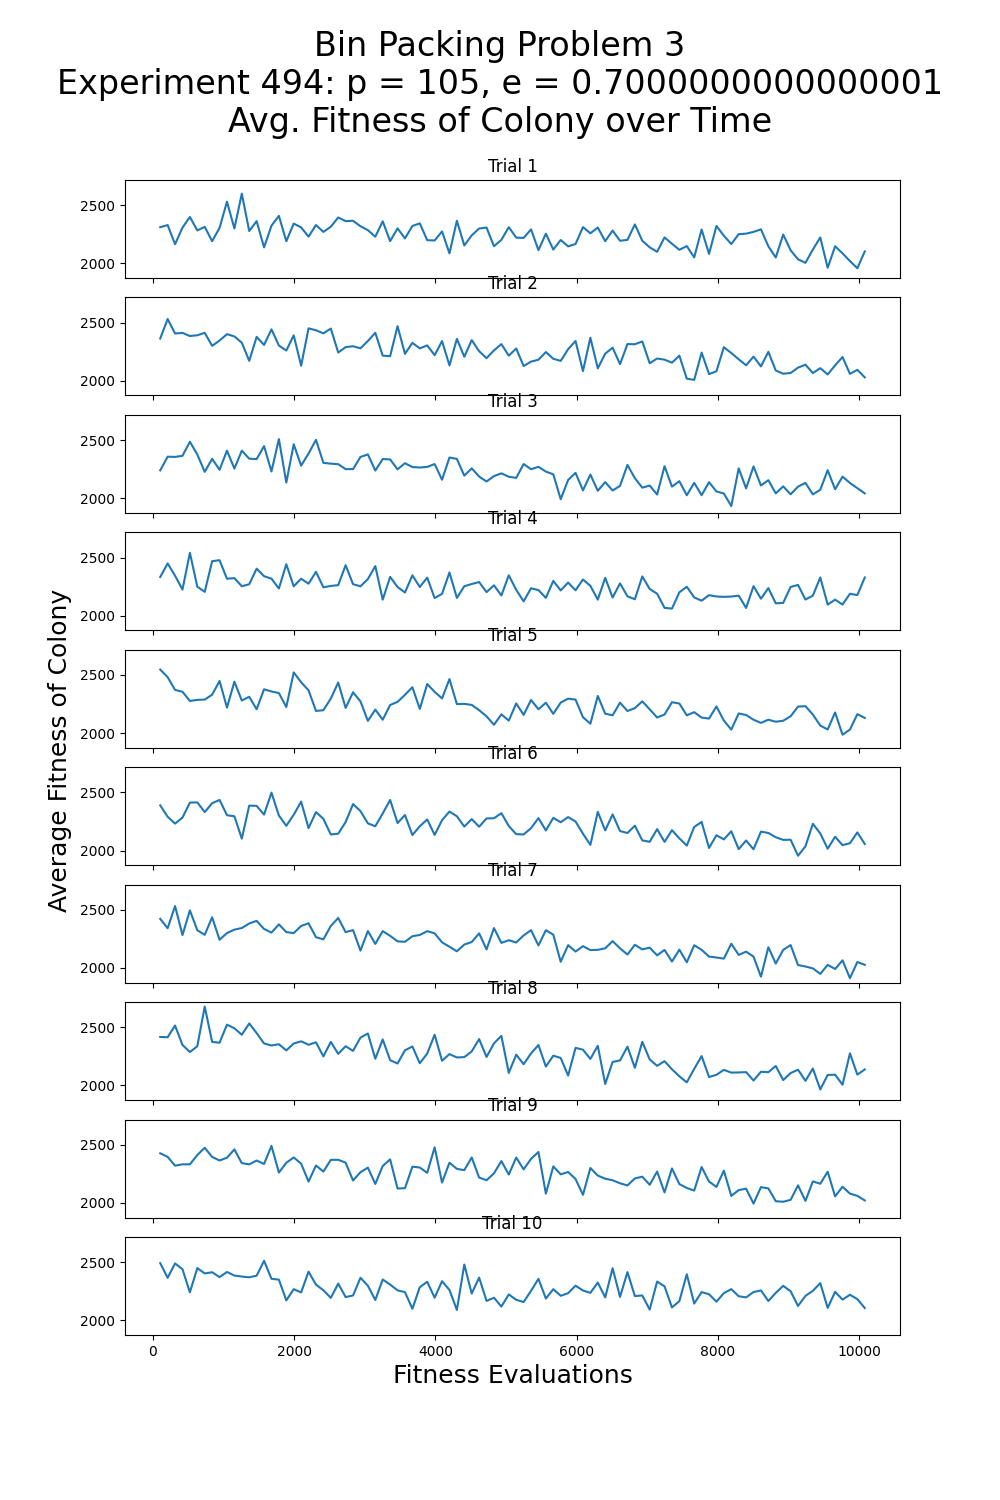 Bin Packing Problem 3
Experiment 494: p = 105, e = 0.7000000000000001
Avg. Fitness of Colony over Time
Trial 1
2500
2000
Trial 2
2500
2000
Trial 3
2500
2000
Trial 4
2500
2000
Trial 5
2500
2000
Trial 6
2500
2000
Trial 7
2500
2000
Trial 8
2500
2000
Trial 9
2500
2000
Trial 10
2500
2000
0 2000 4000 6000 8000 10000
Fitness Evaluations
Average Fitness of Colony